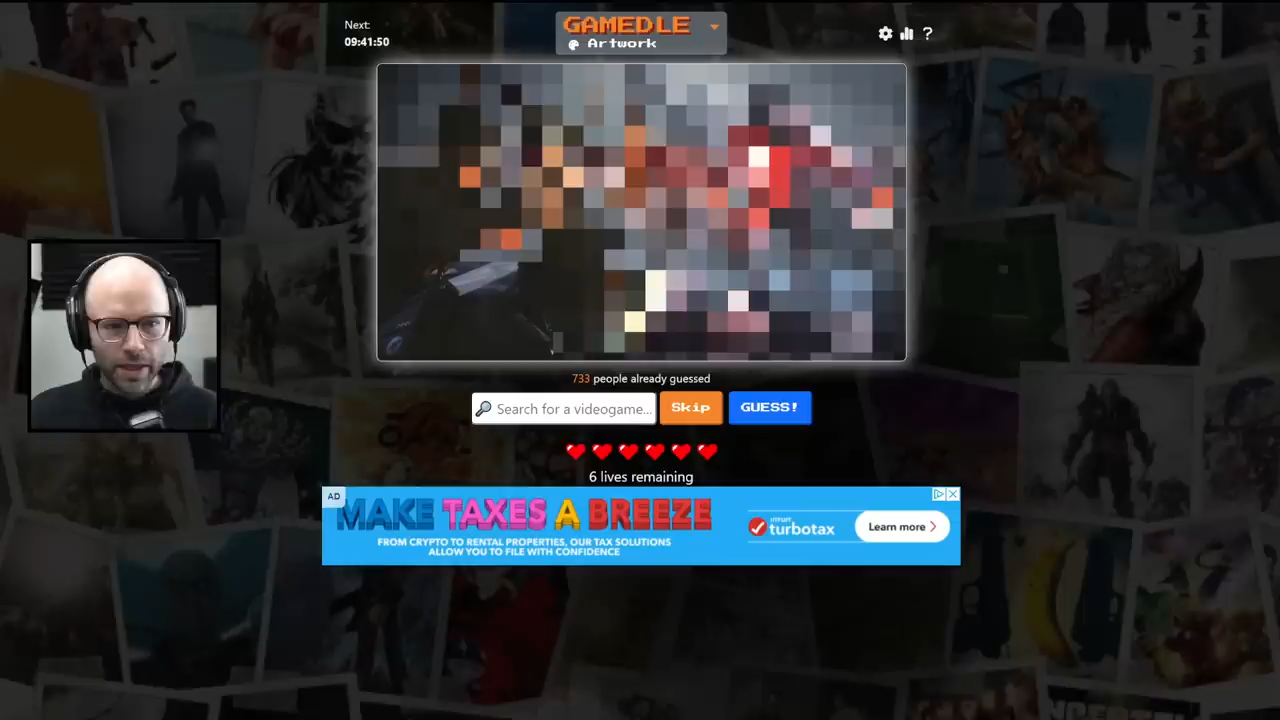 Next:
09:41:50
GAMEDLE
Artwork
?
733 people already guessed
Search for a videogame...
Skip
GUESS!
6 lives remaining
AD
MAKE TAXES A BREEZE
FROM CRYPTO TO RENTAL PROPERTIES, OUR TAX SOLUTIONS
ALLOW YOU TO FILE WITH CONFIDENCE
intuit
turbotax
Learn more